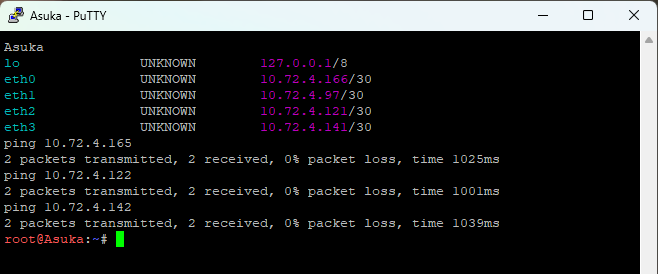 Asuka - PuTTY
Asuka
lo UNKNOWN 127.0.0.1/8
eth0 UNKNOWN 10.72.4.166/30
eth1 UNKNOWN 10.72.4.97/30
eth2 UNKNOWN 10.72.4.121/30
eth3 UNKNOWN 10.72.4.141/30
ping 10.72.4.165
2 packets transmitted, 2 received, 0% packet loss, time 1025ms
ping 10.72.4.122
2 packets transmitted, 2 received, 0% packet loss, time 1001ms
ping 10.72.4.142
2 packets transmitted, 2 received, 0% packet loss, time 1039ms
root@Asuka:~#